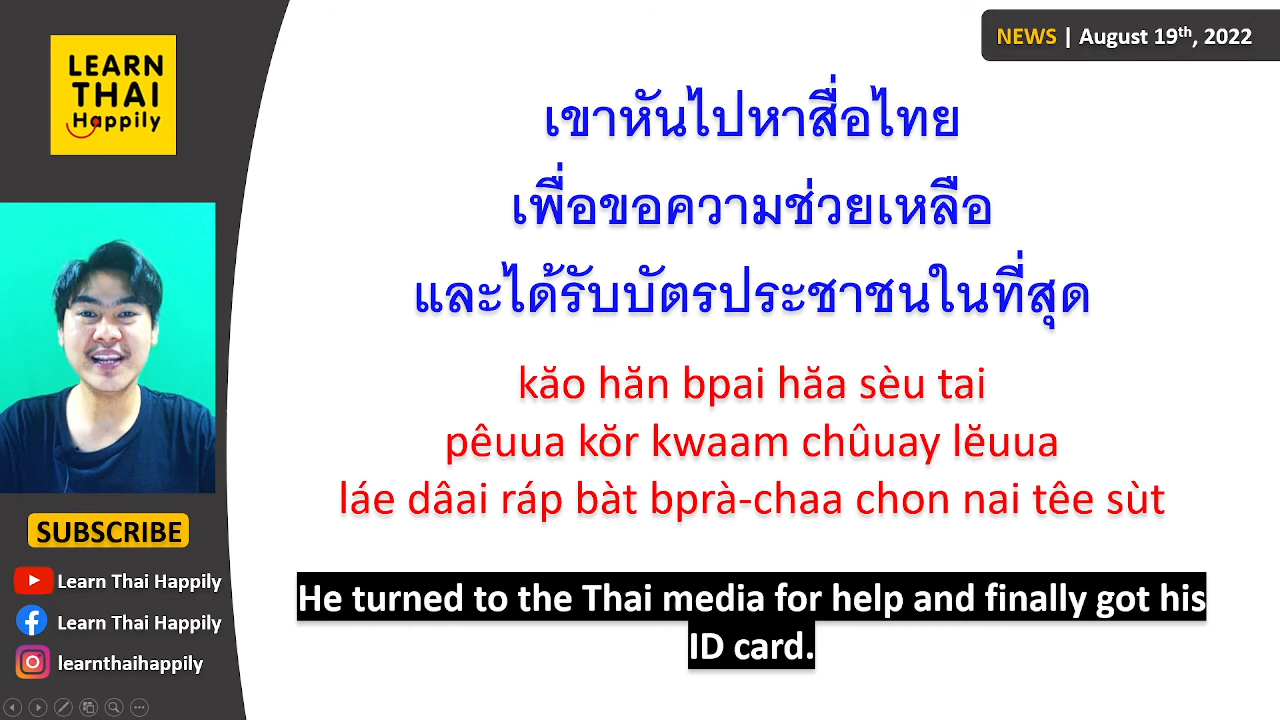 LEARN
THAI
Happily
NEWS | August 19th, 2022
เขาหันไปหาสื่อไทย
เพื่อขอความช่วยเหลือ
และได้รับบัตรประชาชนในที่สุด
kăo hăn bpai hăa sèu tai
pêuua kŏr kwaam chûuay lĕuua
láe dâai ráp bàt bprà-chaa chon nai têe sùt
He turned to the Thai media for help and finally got his
ID card.
SUBSCRIBE
Learn Thai Happily
Learn Thai Happily
learnthaihappily